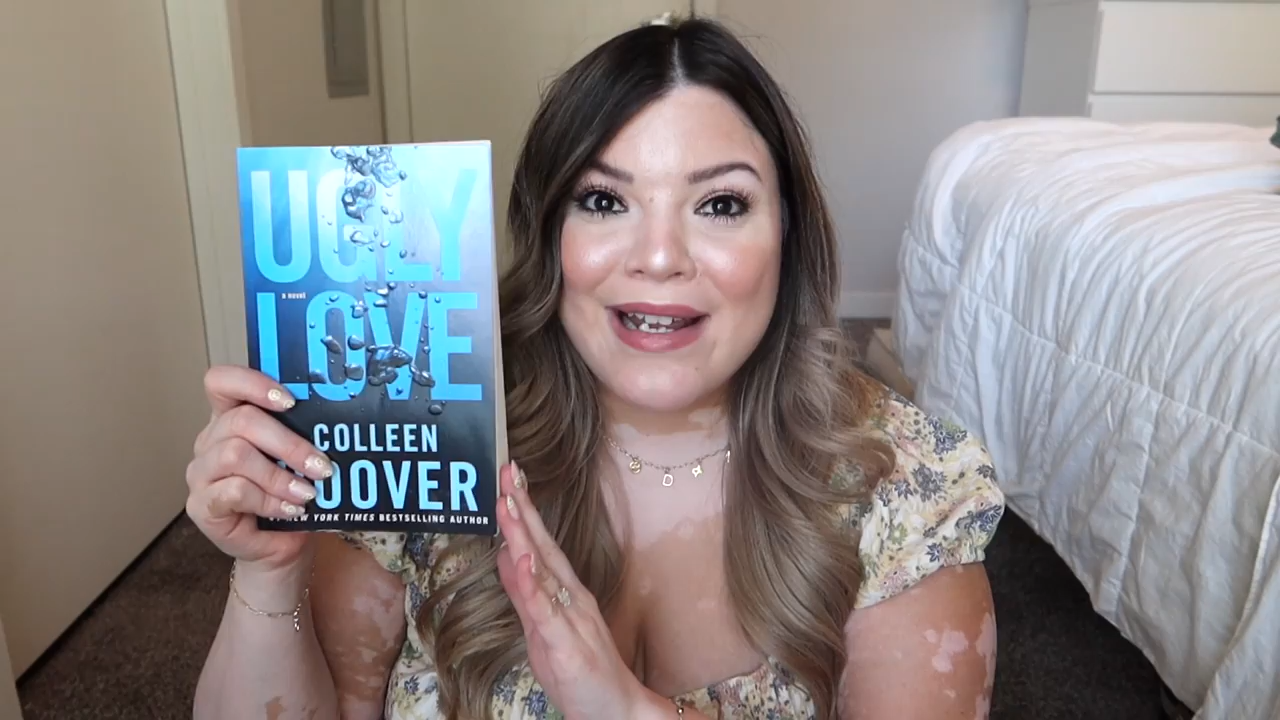 UGLY
a novel
LOVE
COLLEEN
HOOVER
#1 NEW YORK TIMES BESTSELLING AUTHOR
D